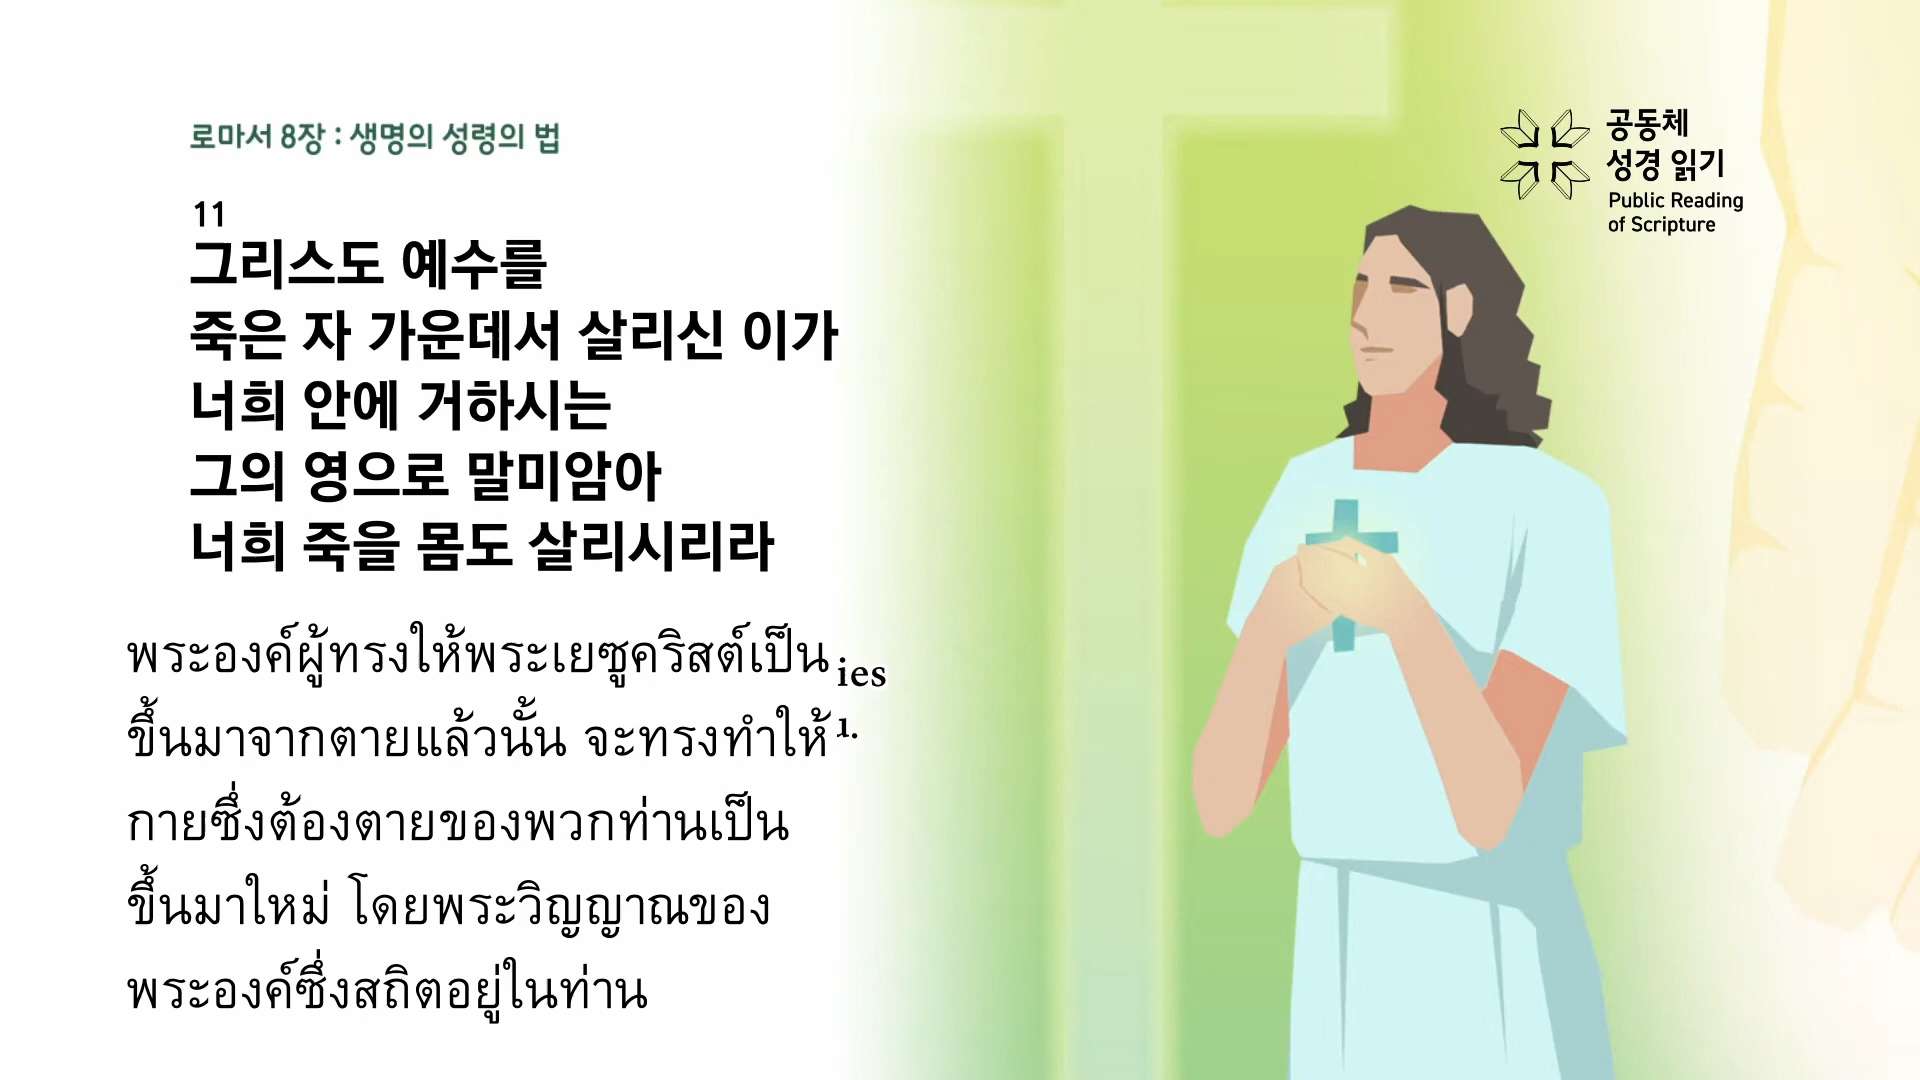 로마서 8장 : 생명의 성령의 법
11
그리스도 예수를
죽은 자 가운데서 살리신 이가
너희 안에 거하시는
그의 영으로 말미암아
너희 죽을 몸도 살리시리라
พระองค์ผู้ทรงให้พระเยซูคริสต์เป็น
ขึ้นมาจากตายแล้วนั้น จะทรงทำให้
กายซึ่งต้องตายของพวกท่านเป็น
ขึ้นมาใหม่ โดยพระวิญญาณของ
พระองค์ซึ่งสถิตอยู่ในท่าน
ies
공동체
성경 읽기
Public Reading
of Scripture